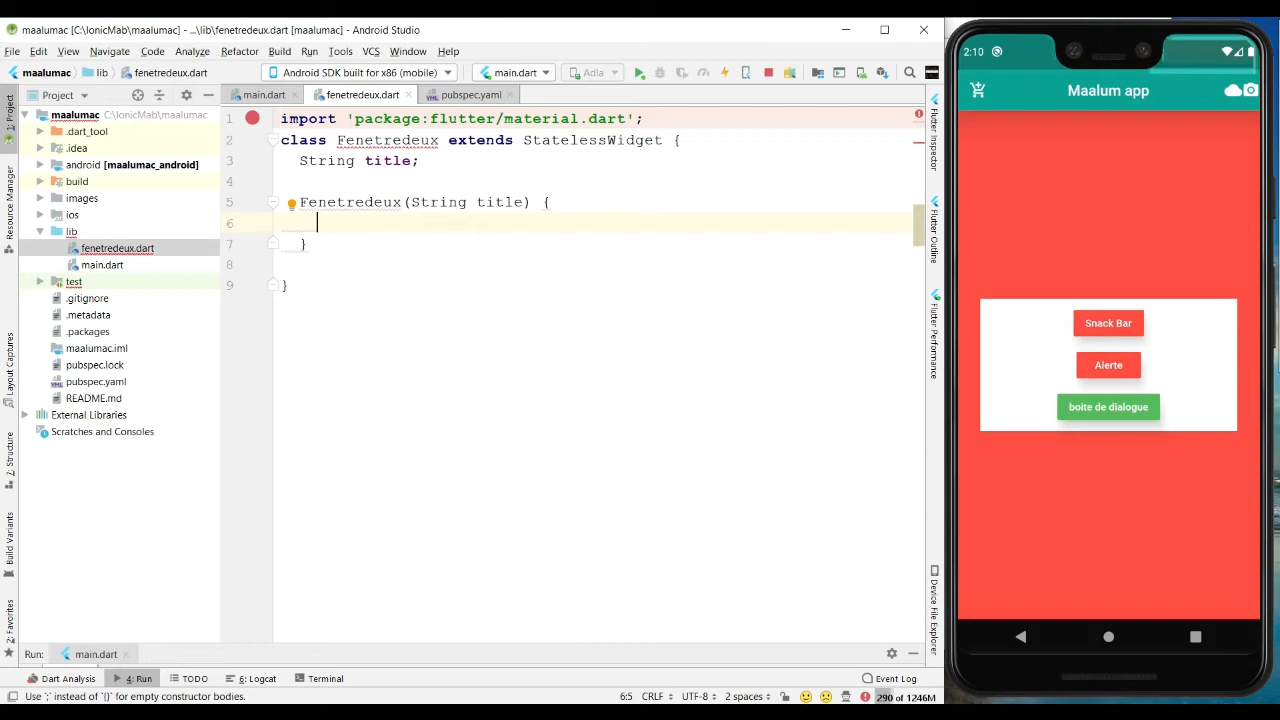 maalumac [C:\IonicMab\maalumac] - ...\lib\fenetredeux.dart [maalumac] - Android Studio
File Edit View Navigate Code Analyze Refactor Build Run Tools VCS Window Help
maalumac lib fenetredeux.dart Android SDK built for x86 (mobile) main.dart Adla
1: Project
Resource Manager
Layout Captures
7: Structure
Build Variants
2: Favorites
Project
maalumac C:\IonicMab\maalumac
.dart_tool
.idea
android [maalumac_android]
build
images
ios
lib
fenetredeux.dart
main.dart
test
.gitignore
.metadata
.packages
maalumac.iml
pubspec.lock
pubspec.yaml
README.md
External Libraries
Scratches and Consoles
main.dart fenetredeux.dart pubspec.yaml
1 import 'package:flutter/material.dart';
2 class Fenetredeux extends StatelessWidget {
3 String title;
4
5 Fenetredeux(String title) {
6
7 }
8
9 }
Flutter Inspector
Flutter Outline
Flutter Performance
Device File Explorer
Run: main.dart
Dart Analysis 4: Run TODO 6: Logcat Terminal Event Log
Use ';' instead of '{}' for empty constructor bodies. 6:5 CRLF UTF-8 2 spaces 290 of 1246M
2:10
Maalum app
Snack Bar
Alerte
boite de dialogue